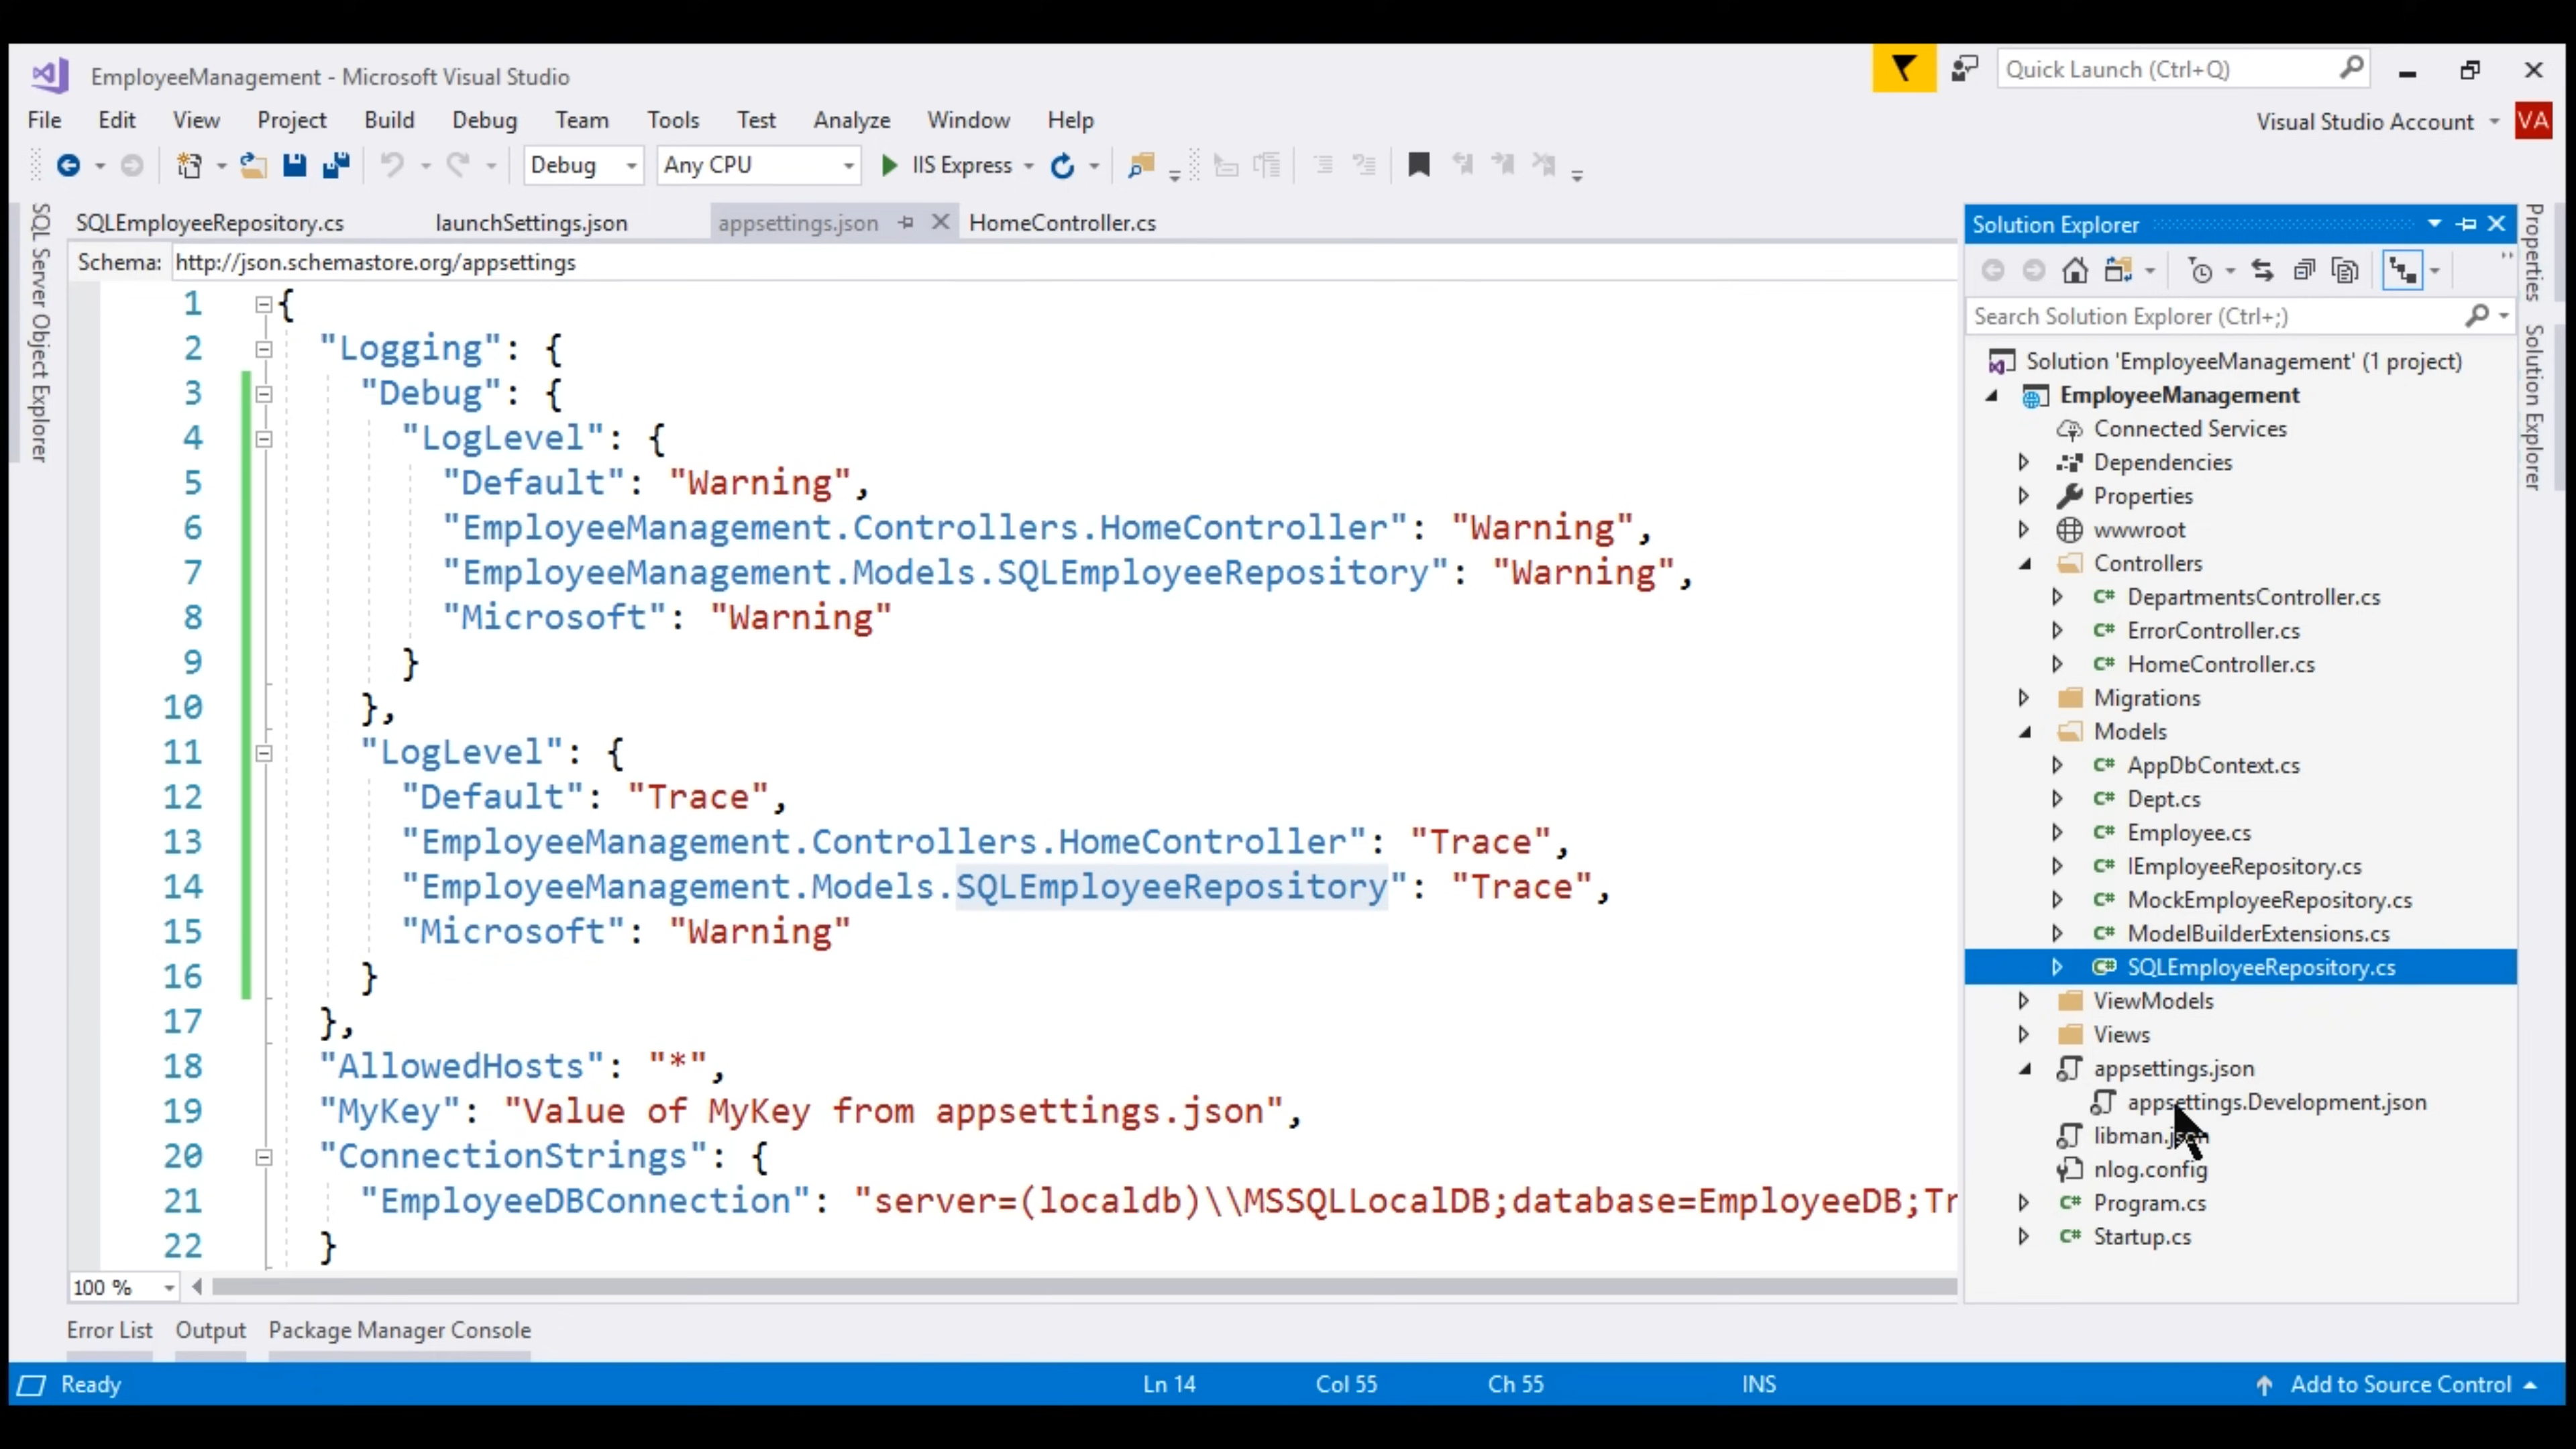 EmployeeManagement - Microsoft Visual Studio
Quick Launch (Ctrl+Q)
File Edit View Project Build Debug Team Tools Test Analyze Window Help
Visual Studio Account VA
Debug Any CPU IIS Express
SQL Server Object Explorer
SQLEmployeeRepository.cs launchSettings.json appsettings.json HomeController.cs
Schema: http://json.schemastore.org/appsettings
1 {
2 "Logging": {
3 "Debug": {
4 "LogLevel": {
5 "Default": "Warning",
6 "EmployeeManagement.Controllers.HomeController": "Warning",
7 "EmployeeManagement.Models.SQLEmployeeRepository": "Warning",
8 "Microsoft": "Warning"
9 }
10 },
11 "LogLevel": {
12 "Default": "Trace",
13 "EmployeeManagement.Controllers.HomeController": "Trace",
14 "EmployeeManagement.Models.SQLEmployeeRepository": "Trace",
15 "Microsoft": "Warning"
16 }
17 },
18 "AllowedHosts": "*",
19 "MyKey": "Value of MyKey from appsettings.json",
20 "ConnectionStrings": {
21 "EmployeeDBConnection": "server=(localdb)\\MSSQLLocalDB;database=EmployeeDB;Tr
22 }
100 %
Solution Explorer
Search Solution Explorer (Ctrl+;)
Solution 'EmployeeManagement' (1 project)
EmployeeManagement
Connected Services
Dependencies
Properties
wwwroot
Controllers
C# DepartmentsController.cs
C# ErrorController.cs
C# HomeController.cs
Migrations
Models
C# AppDbContext.cs
C# Dept.cs
C# Employee.cs
C# IEmployeeRepository.cs
C# MockEmployeeRepository.cs
C# ModelBuilderExtensions.cs
C# SQLEmployeeRepository.cs
ViewModels
Views
appsettings.json
appsettings.Development.json
libman.json
nlog.config
C# Program.cs
C# Startup.cs
Properties
Solution Explorer
Error List Output Package Manager Console
Ready Ln 14 Col 55 Ch 55 INS Add to Source Control